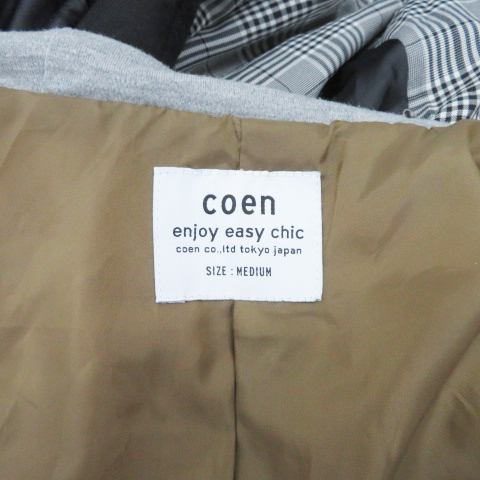 coen
enjoy easy chic
coen co.,ltd tokyo japan
SIZE : MEDIUM